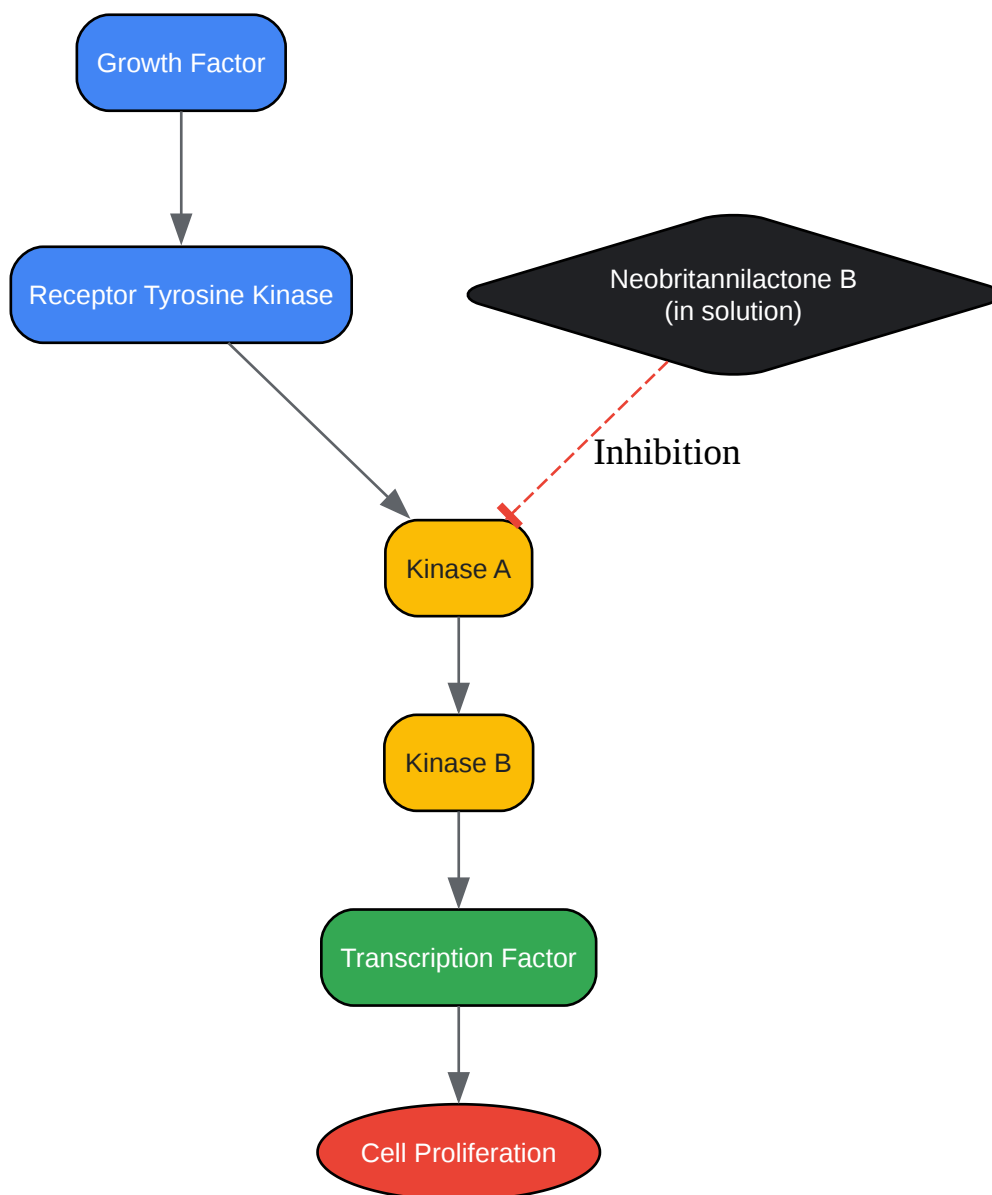 Growth Factor
Receptor Tyrosine Kinase
Neobritannilactone B
(in solution)
Inhibition
Kinase A
Kinase B
Transcription Factor
Cell Proliferation